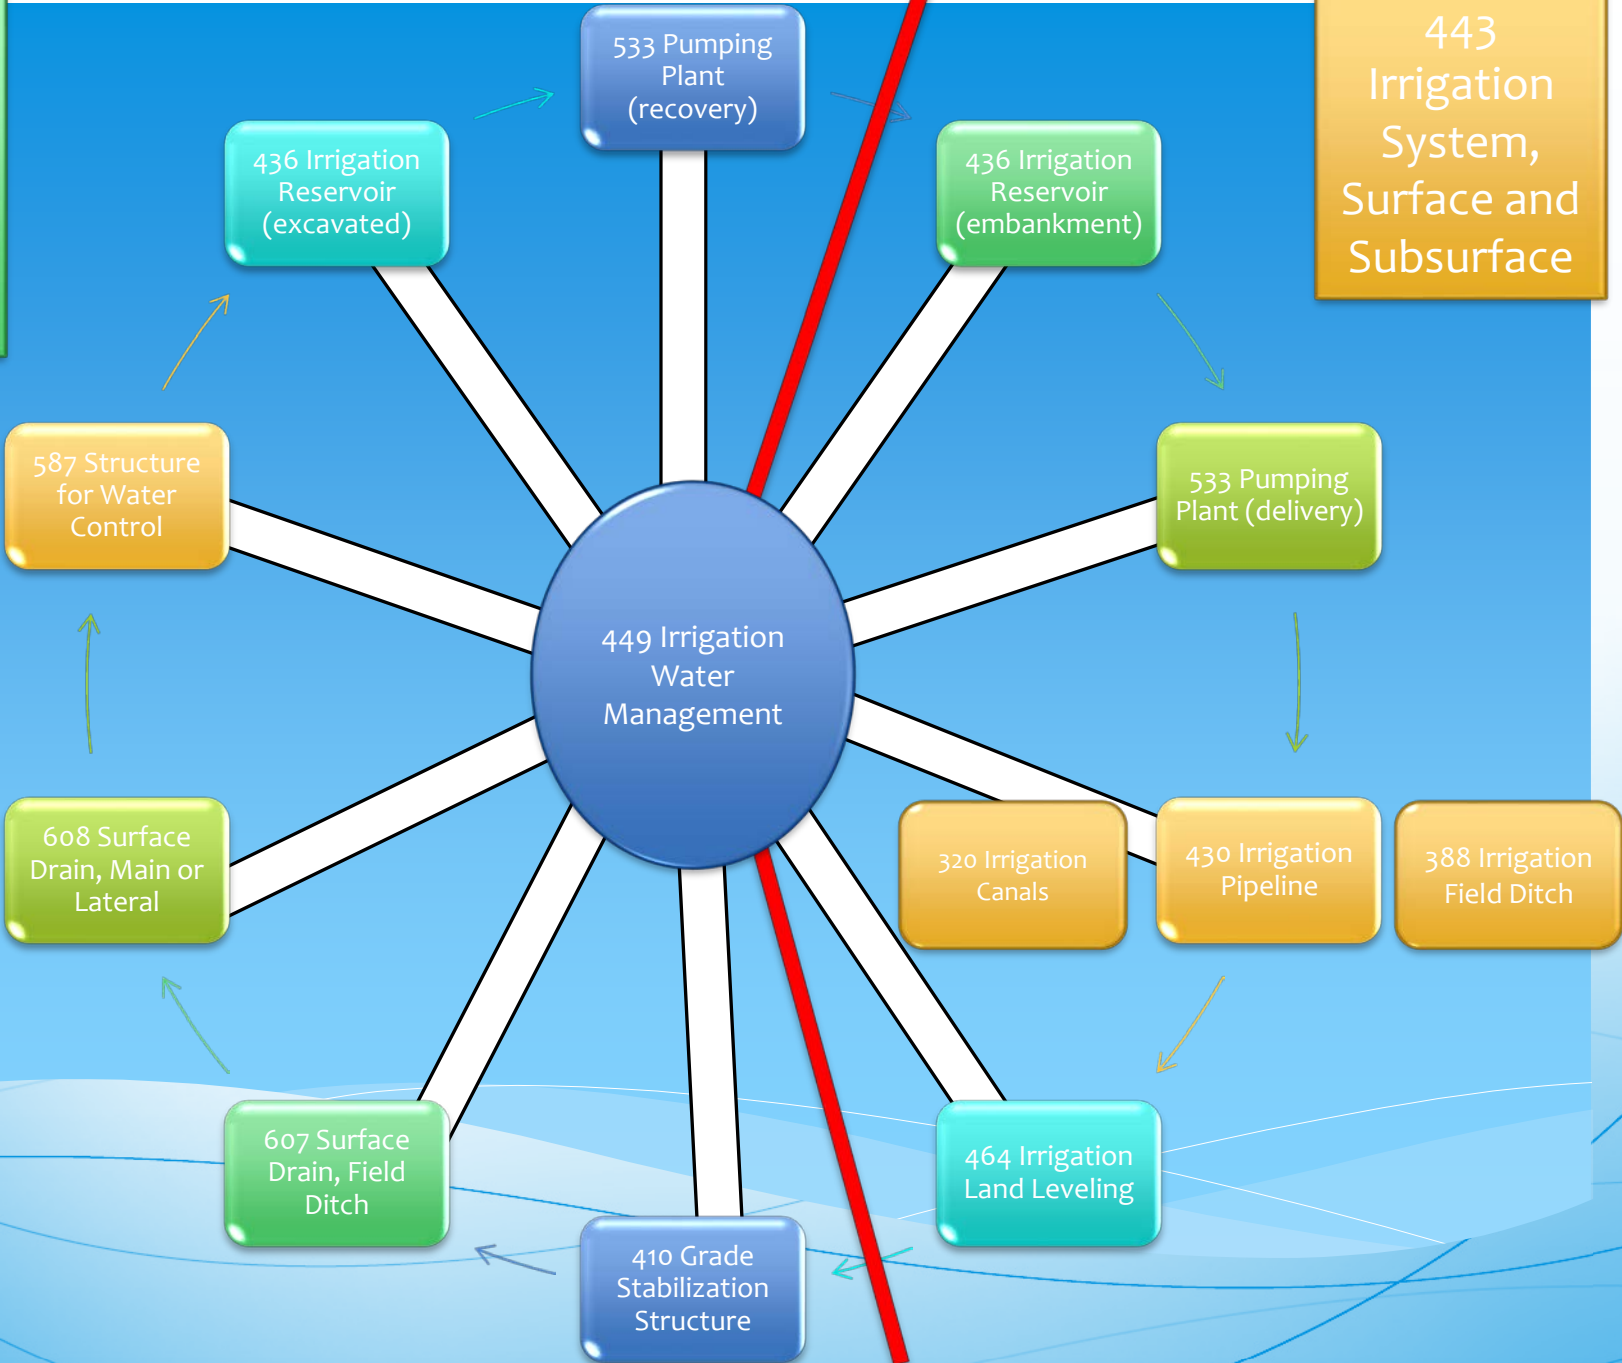 533 Pumping
Plant
(recovery)
443
Irrigation
System,
Surface and
Subsurface
436 Irrigation
Reservoir
(excavated)
436 Irrigation
Reservoir
(embankment)
587 Structure
for Water
Control
533 Pumping
Plant (delivery)
449 Irrigation
Water
Management
608 Surface
Drain, Main or
Lateral
320 Irrigation
Canals
430 Irrigation
Pipeline
388 Irrigation
Field Ditch
607 Surface
Drain, Field
Ditch
464 Irrigation
Land Leveling
410 Grade
Stabilization
Structure